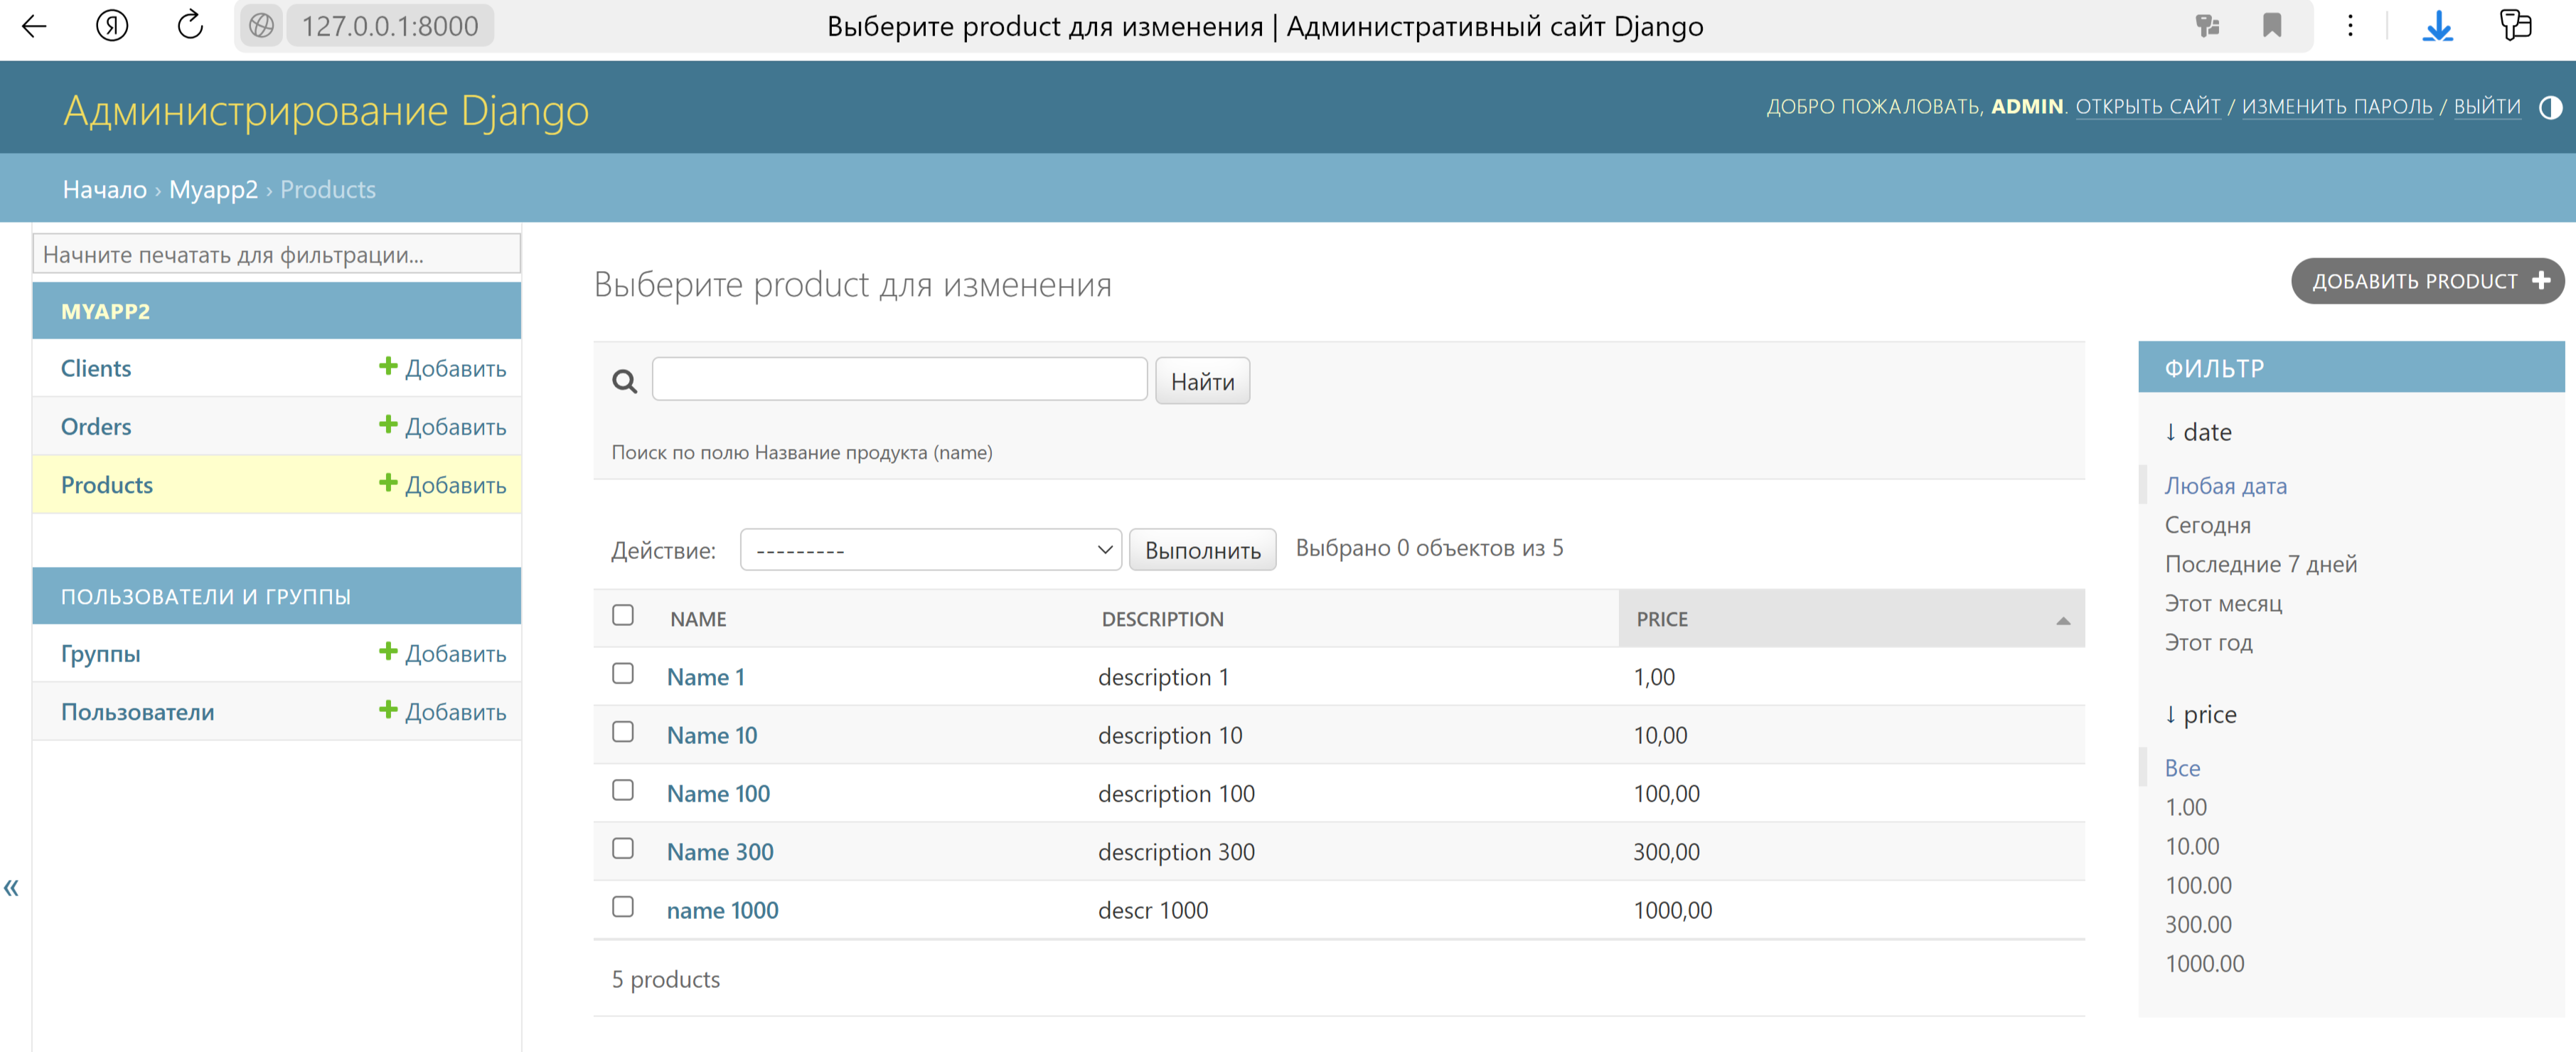 127.0.0.1:8000
Выберите product для изменения | Административный сайт Django
Администрирование Django
ДОБРО ПОЖАЛОВАТЬ, ADMIN. ОТКРЫТЬ САЙТ / ИЗМЕНИТЬ ПАРОЛЬ / ВЫЙТИ
Начало › Myapp2 › Products
Начните печатать для фильтрации...
MYAPP2
Clients Добавить
Orders Добавить
Products Добавить
ПОЛЬЗОВАТЕЛИ И ГРУППЫ
Группы Добавить
Пользователи Добавить
«
Выберите product для изменения
ДОБАВИТЬ PRODUCT
Найти
Поиск по полю Название продукта (name)
Действие: --------- Выполнить Выбрано 0 объектов из 5
NAME DESCRIPTION PRICE
Name 1 description 1 1,00
Name 10 description 10 10,00
Name 100 description 100 100,00
Name 300 description 300 300,00
name 1000 descr 1000 1000,00
5 products
ФИЛЬТР
↓ date
Любая дата
Сегодня
Последние 7 дней
Этот месяц
Этот год
↓ price
Все
1.00
10.00
100.00
300.00
1000.00